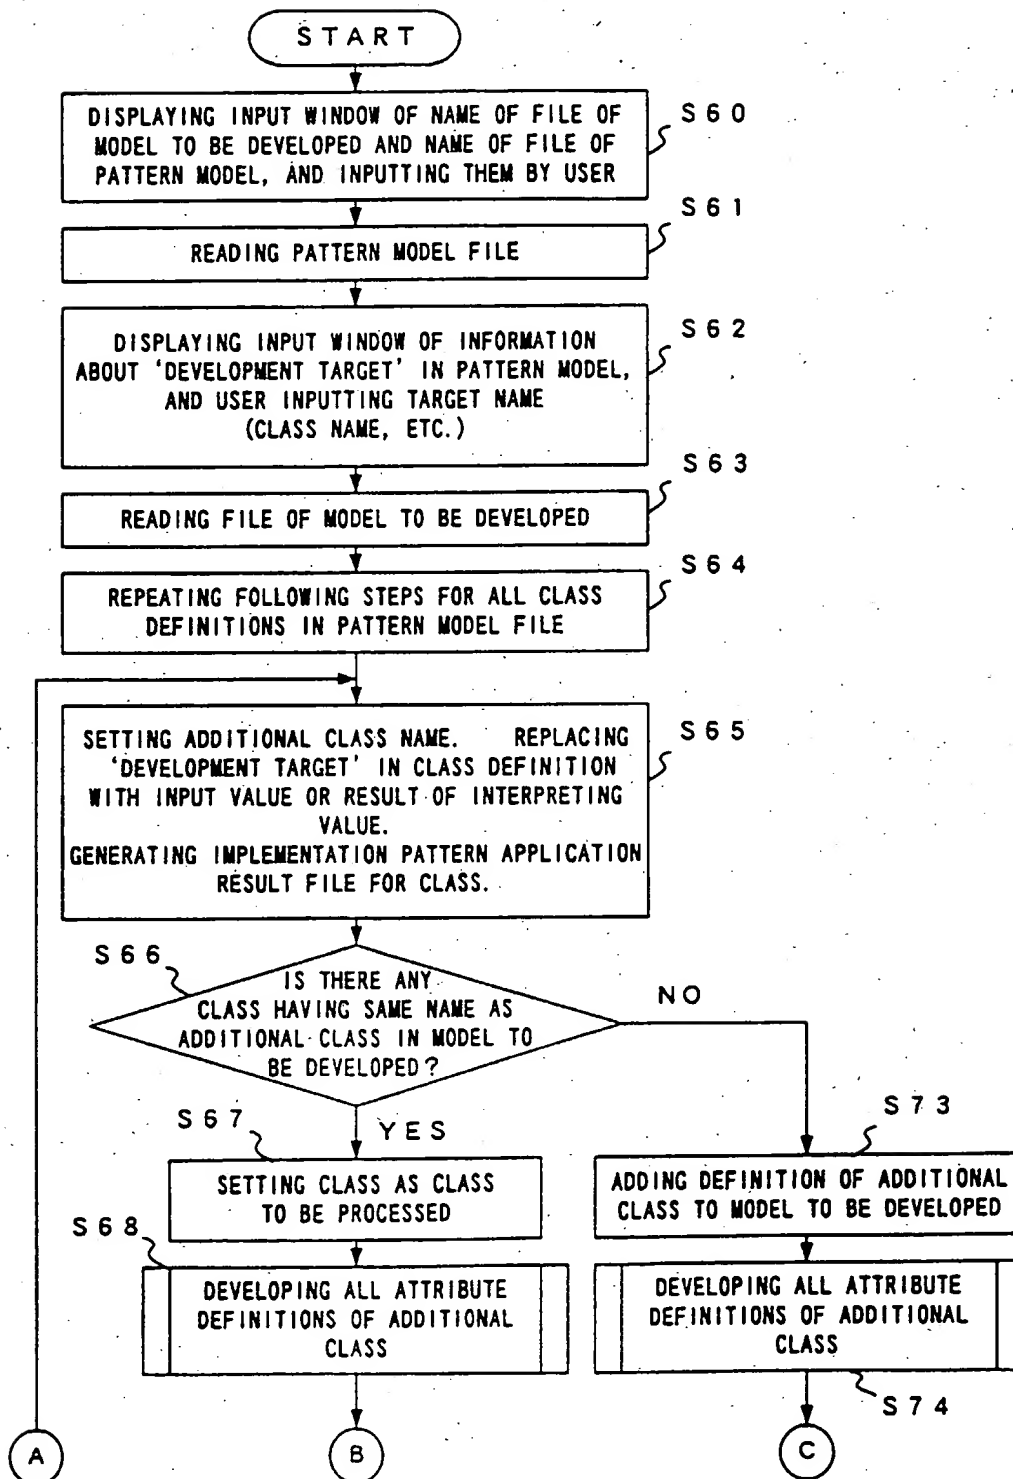 START
DISPLAYING INPUT WINDOW OF NAME OF FILE OF
MODEL TO BE DEVELOPED AND NAME OF FILE OF
PATTERN MODEL, AND INPUTTING THEM BY USER
S60
S61
READING PATTERN MODEL FILE
S62
DISPLAYING INPUT WINDOW OF INFORMATION
ABOUT ‘DEVELOPMENT TARGET’ IN PATTERN MODEL,
AND USER INPUTTING TARGET NAME
(CLASS NAME, ETC.)
S63
READING FILE OF MODEL TO BE DEVELOPED
S64
REPEATING FOLLOWING STEPS FOR ALL CLASS
DEFINITIONS IN PATTERN MODEL FILE
S65
SETTING ADDITIONAL CLASS NAME. REPLACING
‘DEVELOPMENT TARGET’ IN CLASS DEFINITION
WITH INPUT VALUE OR RESULT OF INTERPRETING
VALUE.
GENERATING IMPLEMENTATION PATTERN APPLICATION
RESULT FILE FOR CLASS.
S66
IS THERE ANY
CLASS HAVING SAME NAME AS
ADDITIONAL CLASS IN MODEL TO
BE DEVELOPED?
NO
YES
S67
SETTING CLASS AS CLASS
TO BE PROCESSED
S73
ADDING DEFINITION OF ADDITIONAL
CLASS TO MODEL TO BE DEVELOPED
S68
DEVELOPING ALL ATTRIBUTE
DEFINITIONS OF ADDITIONAL
CLASS
DEVELOPING ALL ATTRIBUTE
DEFINITIONS OF ADDITIONAL
CLASS
S74
A
B
C